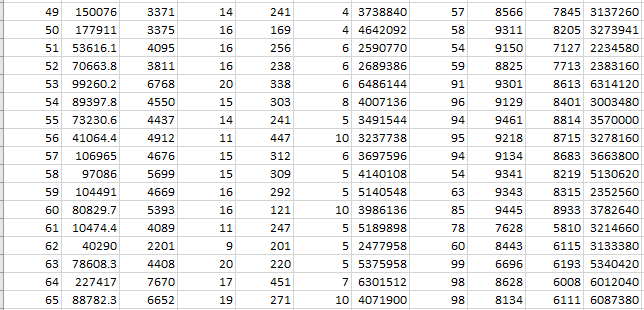 49 150076 3371 14 241 4 3738840 57 8566 7845 3137260
50 177911 3375 16 169 4 4642092 58 9311 8205 3273941
51 53616.1 4095 16 256 6 2590770 54 9150 7127 2234580
52 70663.8 3811 16 238 6 2689386 59 8825 7713 2383160
53 99260.2 6768 20 338 6 6486144 91 9301 8613 6314120
54 89397.8 4550 15 303 8 4007136 96 9129 8401 3003480
55 73230.6 4437 14 241 5 3491544 94 9461 8814 3570000
56 41064.4 4912 11 447 10 3237738 95 9218 8715 3278160
57 106965 4676 15 312 6 3697596 94 9134 8683 3663800
58 97086 5699 15 309 5 4140108 54 9341 8219 5130620
59 104491 4669 16 292 5 5140548 63 9343 8315 2352560
60 80829.7 5393 16 121 10 3986136 85 9445 8933 3782640
61 10474.4 4089 11 247 5 5189898 78 7628 5810 3214660
62 40290 2201 9 201 5 2477958 60 8443 6115 3133380
63 78608.3 4408 20 220 5 5375958 99 6696 6193 5340420
64 227417 7670 17 451 7 6301512 98 8628 6008 6012040
65 88782.3 6652 19 271 10 4071900 98 8134 6111 6087380